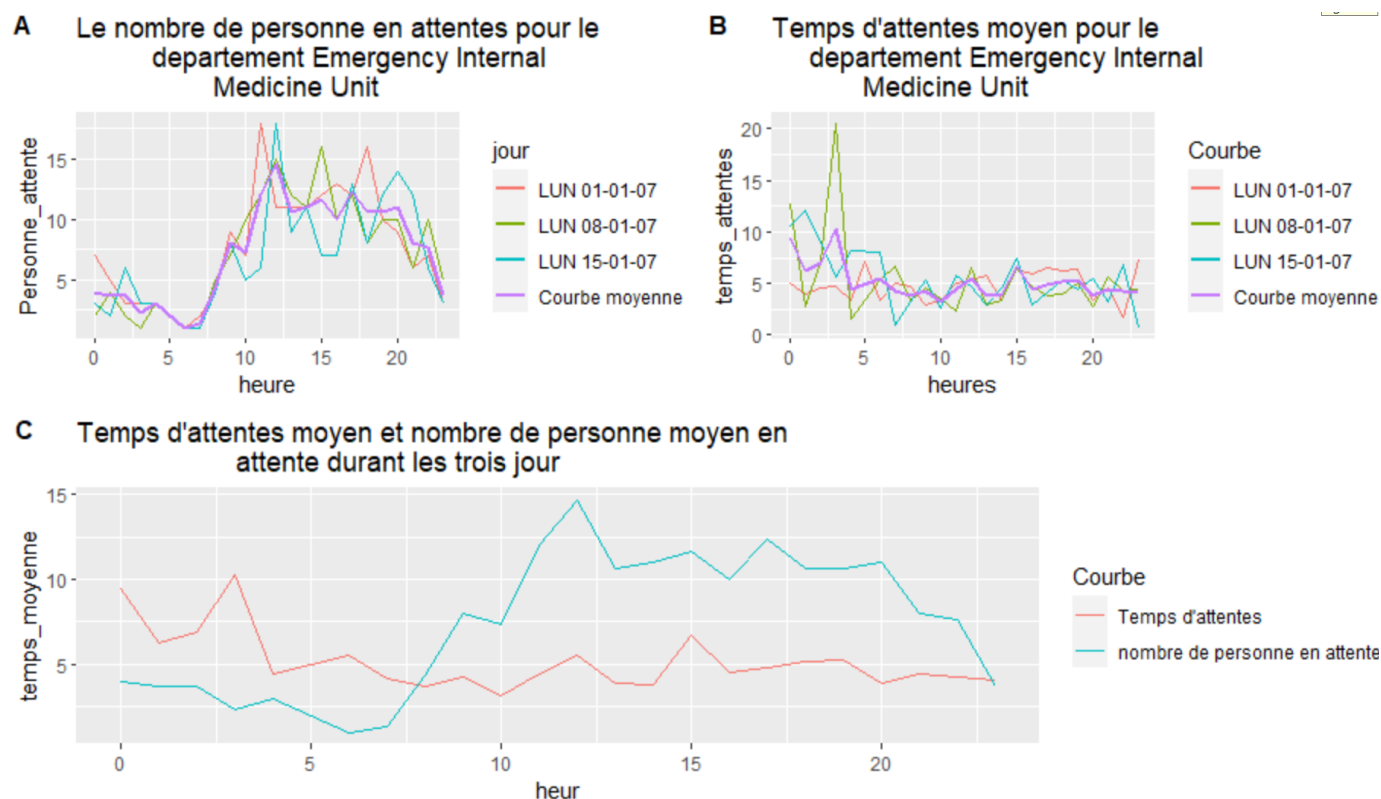 A
Le nombre de personne en attentes pour le
departement Emergency Internal
Medicine Unit
Personne_attente
15
10
5
0 5 10 15 20
heure
jour
LUN 01-01-07
LUN 08-01-07
LUN 15-01-07
Courbe moyenne
B
Temps d'attentes moyen pour le
departement Emergency Internal
Medicine Unit
temps_attentes
20
15
10
5
0
0 5 10 15 20
heures
Courbe
LUN 01-01-07
LUN 08-01-07
LUN 15-01-07
Courbe moyenne
C
Temps d'attentes moyen et nombre de personne moyen en
attente durant les trois jour
temps_moyenne
15
10
5
0 5 10 15 20
heur
Courbe
Temps d'attentes
nombre de personne en attente